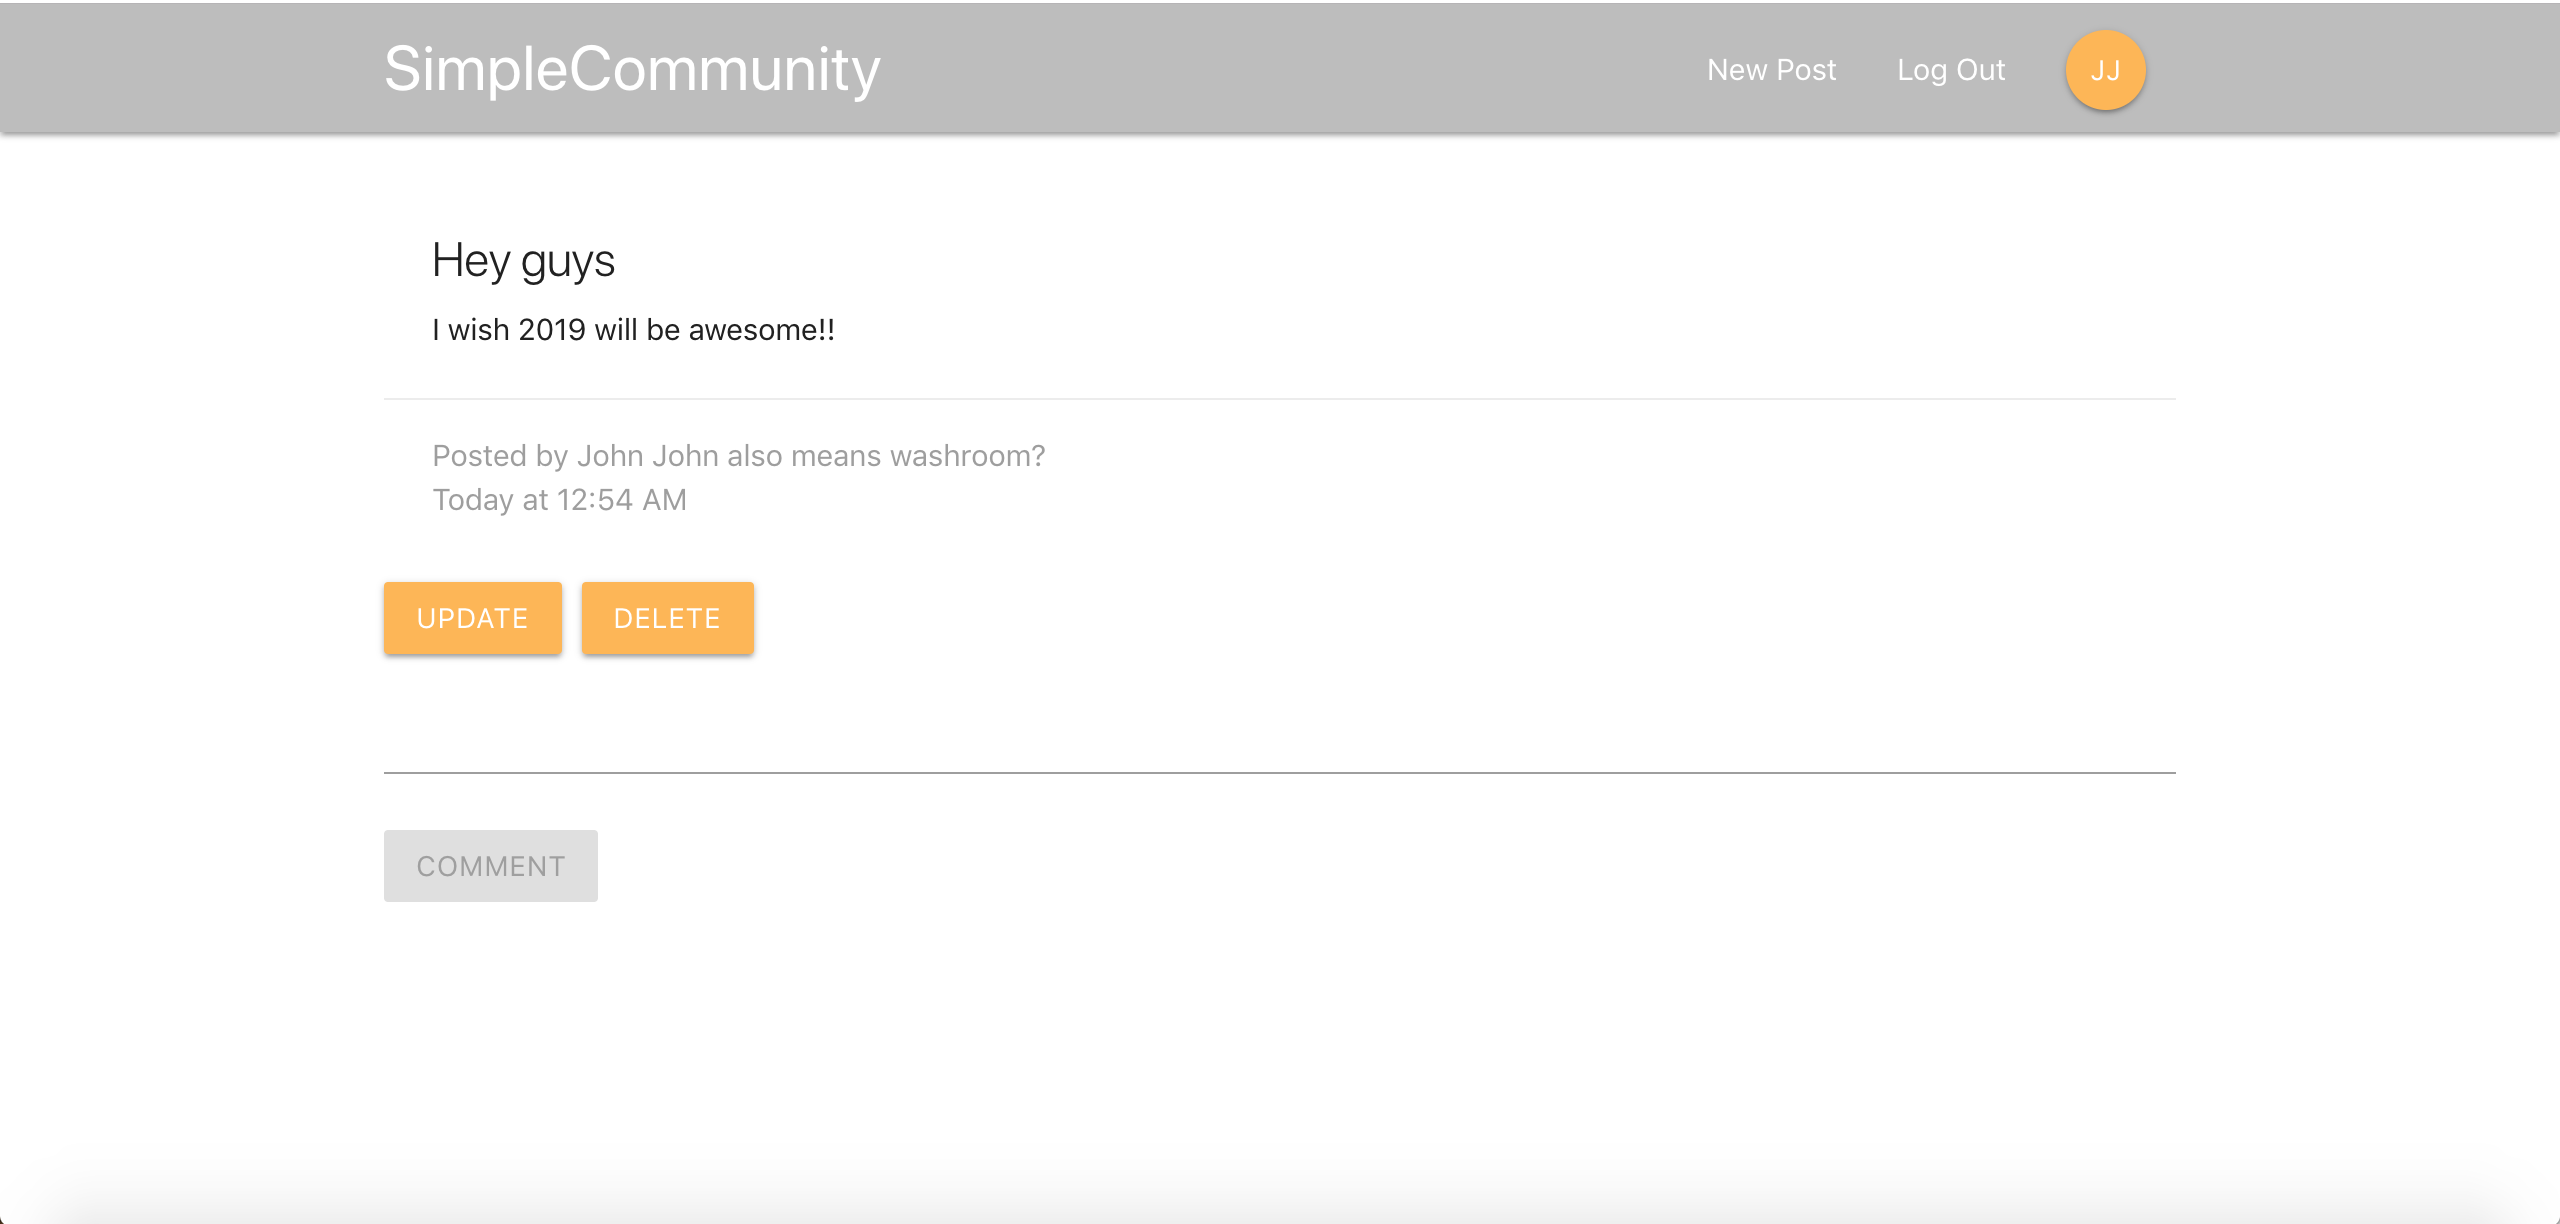 SimpleCommunity
New Post
Log Out
JJ
Hey guys
I wish 2019 will be awesome!!
Posted by John John also means washroom?
Today at 12:54 AM
UPDATE
DELETE
COMMENT